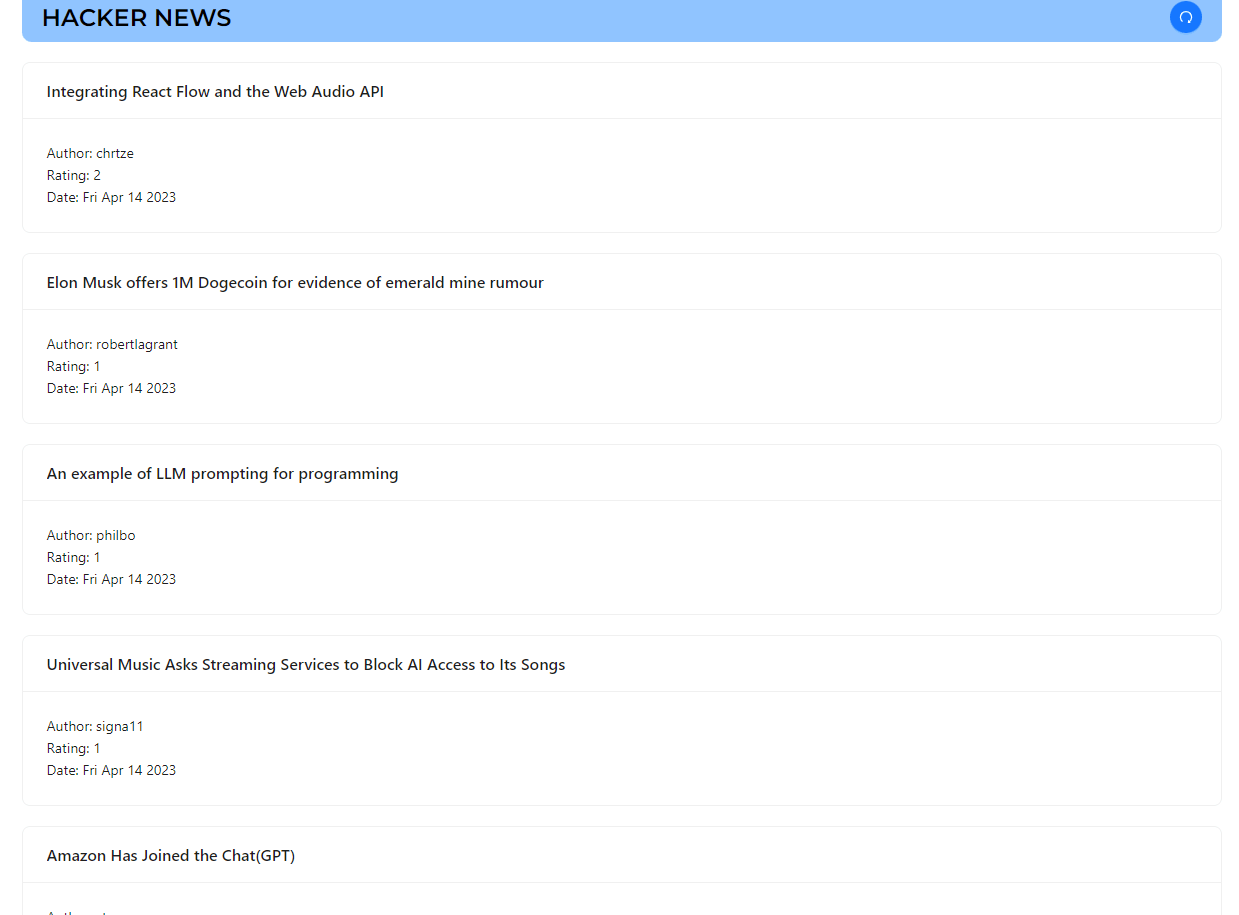 HACKER NEWS
Integrating React Flow and the Web Audio API
Author: chrtze
Rating: 2
Date: Fri Apr 14 2023
Elon Musk offers 1M Dogecoin for evidence of emerald mine rumour
Author: robertlagrant
Rating: 1
Date: Fri Apr 14 2023
An example of LLM prompting for programming
Author: philbo
Rating: 1
Date: Fri Apr 14 2023
Universal Music Asks Streaming Services to Block AI Access to Its Songs
Author: signa11
Rating: 1
Date: Fri Apr 14 2023
Amazon Has Joined the Chat(GPT)